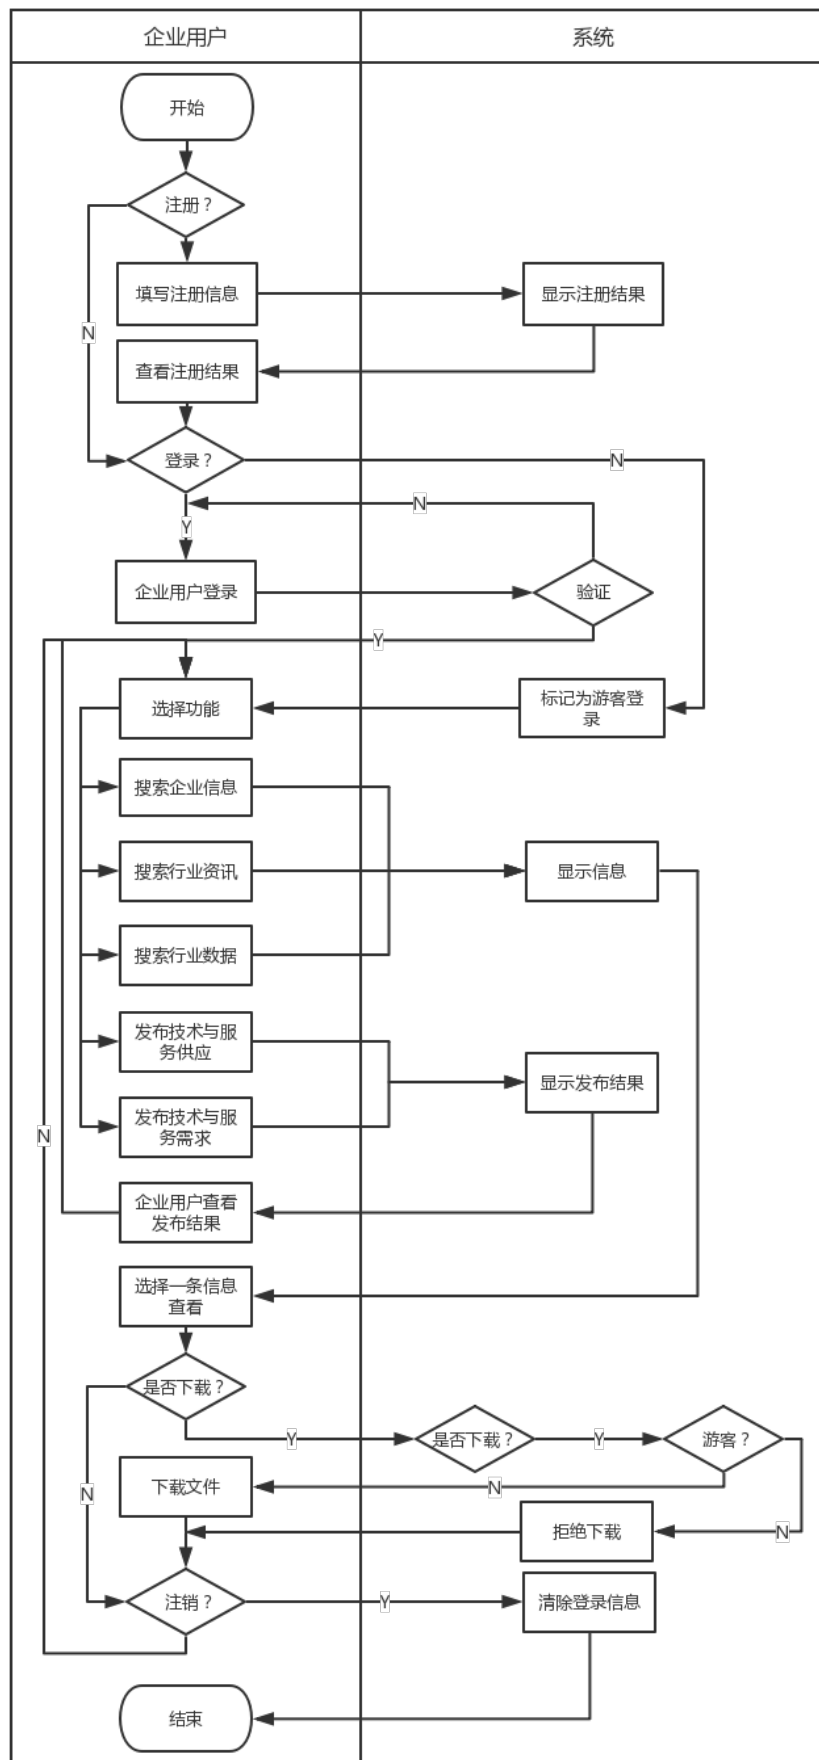 企业用户
系统
开始
注册？
填写注册信息
显示注册结果
N
查看注册结果
登录？
N
N
Y
企业用户登录
验证
Y
选择功能
标记为游客登
录
搜索企业信息
搜索行业资讯
显示信息
搜索行业数据
发布技术与服
务供应
显示发布结果
发布技术与服
务需求
N
企业用户查看
发布结果
选择一条信息
查看
是否下载？
Y
是否下载？
Y
游客？
下载文件
N
N
拒绝下载
N
注销？
Y
清除登录信息
结束